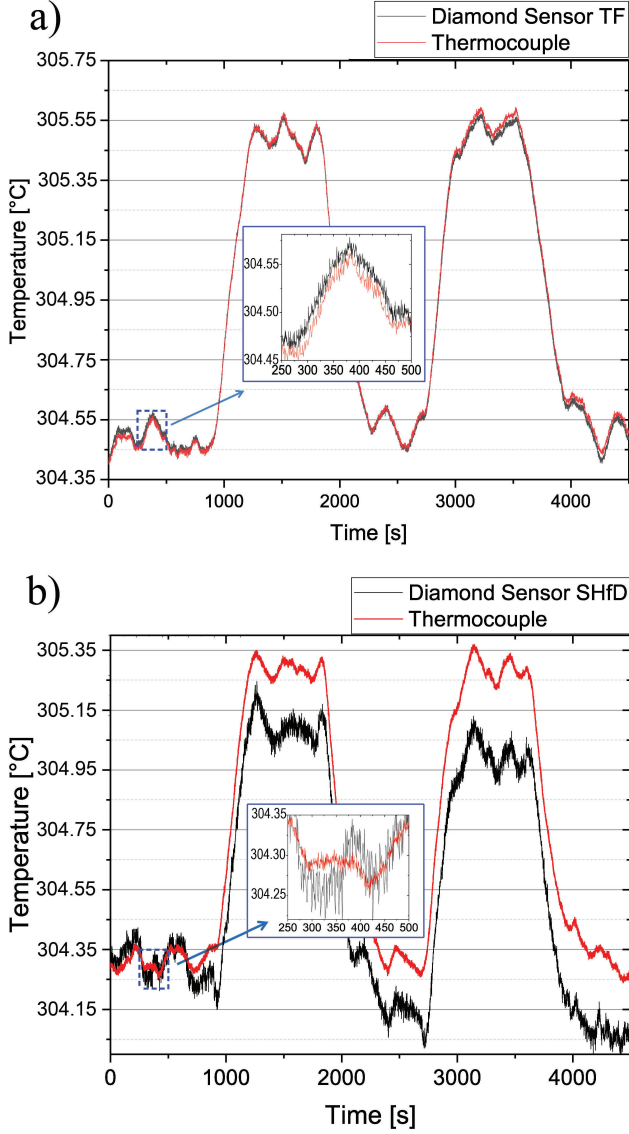 a)
Diamond Sensor TF
Thermocouple
305.75
305.55
305.35
305.15
304.95
304.75
304.55
304.35
Temperature [°C]
304.55
304.50
304.45
250 300 350 400 450 500
0 1000 2000 3000 4000
Time [s]
b)
Diamond Sensor SHfD
Thermocouple
305.35
305.15
304.95
304.75
304.55
304.35
304.15
Temperature [°C]
304.35
304.30
304.25
250 300 350 400 450 500
0 1000 2000 3000 4000
Time [s]